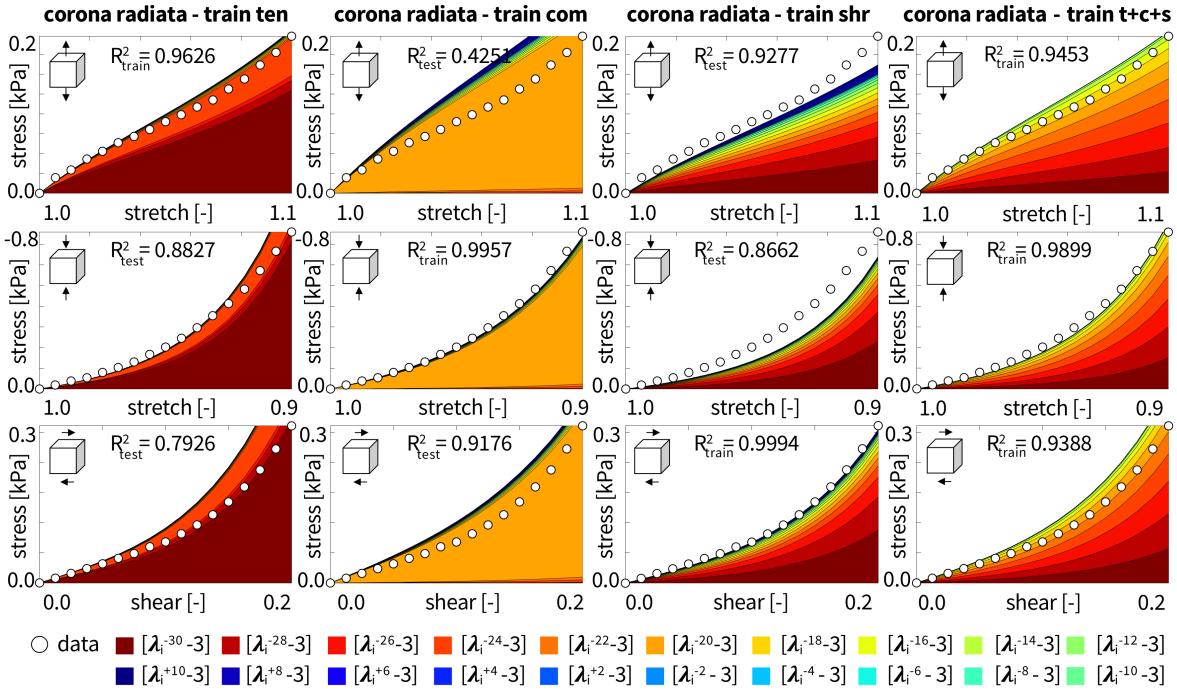 corona radiata - train ten corona radiata - train com corona radiata - train shr corona radiata - train t+c+s
0.2 R²train = 0.9626 0.2 R²test = 0.4251 0.2 R²test = 0.9277 0.2 R²train = 0.9453
stress [kPa] stress [kPa] stress [kPa] stress [kPa]
0.0 0.0 0.0 0.0
1.0 stretch [-] 1.1 1.0 stretch [-] 1.1 1.0 stretch [-] 1.1 1.0 stretch [-] 1.1
-0.8 R²test = 0.8827 -0.8 R²train = 0.9957 -0.8 R²test = 0.8662 -0.8 R²train = 0.9899
stress [kPa] stress [kPa] stress [kPa] stress [kPa]
0.0 0.0 0.0 0.0
1.0 stretch [-] 0.9 1.0 stretch [-] 0.9 1.0 stretch [-] 0.9 1.0 stretch [-] 0.9
0.3 R²test = 0.7926 0.3 R²test = 0.9176 0.3 R²train = 0.9994 0.3 R²train = 0.9388
stress [kPa] stress [kPa] stress [kPa] stress [kPa]
0.0 0.0 0.0 0.0
0.0 shear [-] 0.2 0.0 shear [-] 0.2 0.0 shear [-] 0.2 0.0 shear [-] 0.2
data [λi-30 -3] [λi-28-3] [λi-26-3] [λi-24-3] [λi-22-3] [λi-20-3] [λi-18-3] [λi-16-3] [λi-14-3] [λi-12 -3]
[λi+10-3] [λi+8 -3] [λi+6 -3] [λi+4 -3] [λi+2 -3] [λi-2 - 3] [λi-4 - 3] [λi-6 - 3] [λi-8 - 3] [λi-10-3]